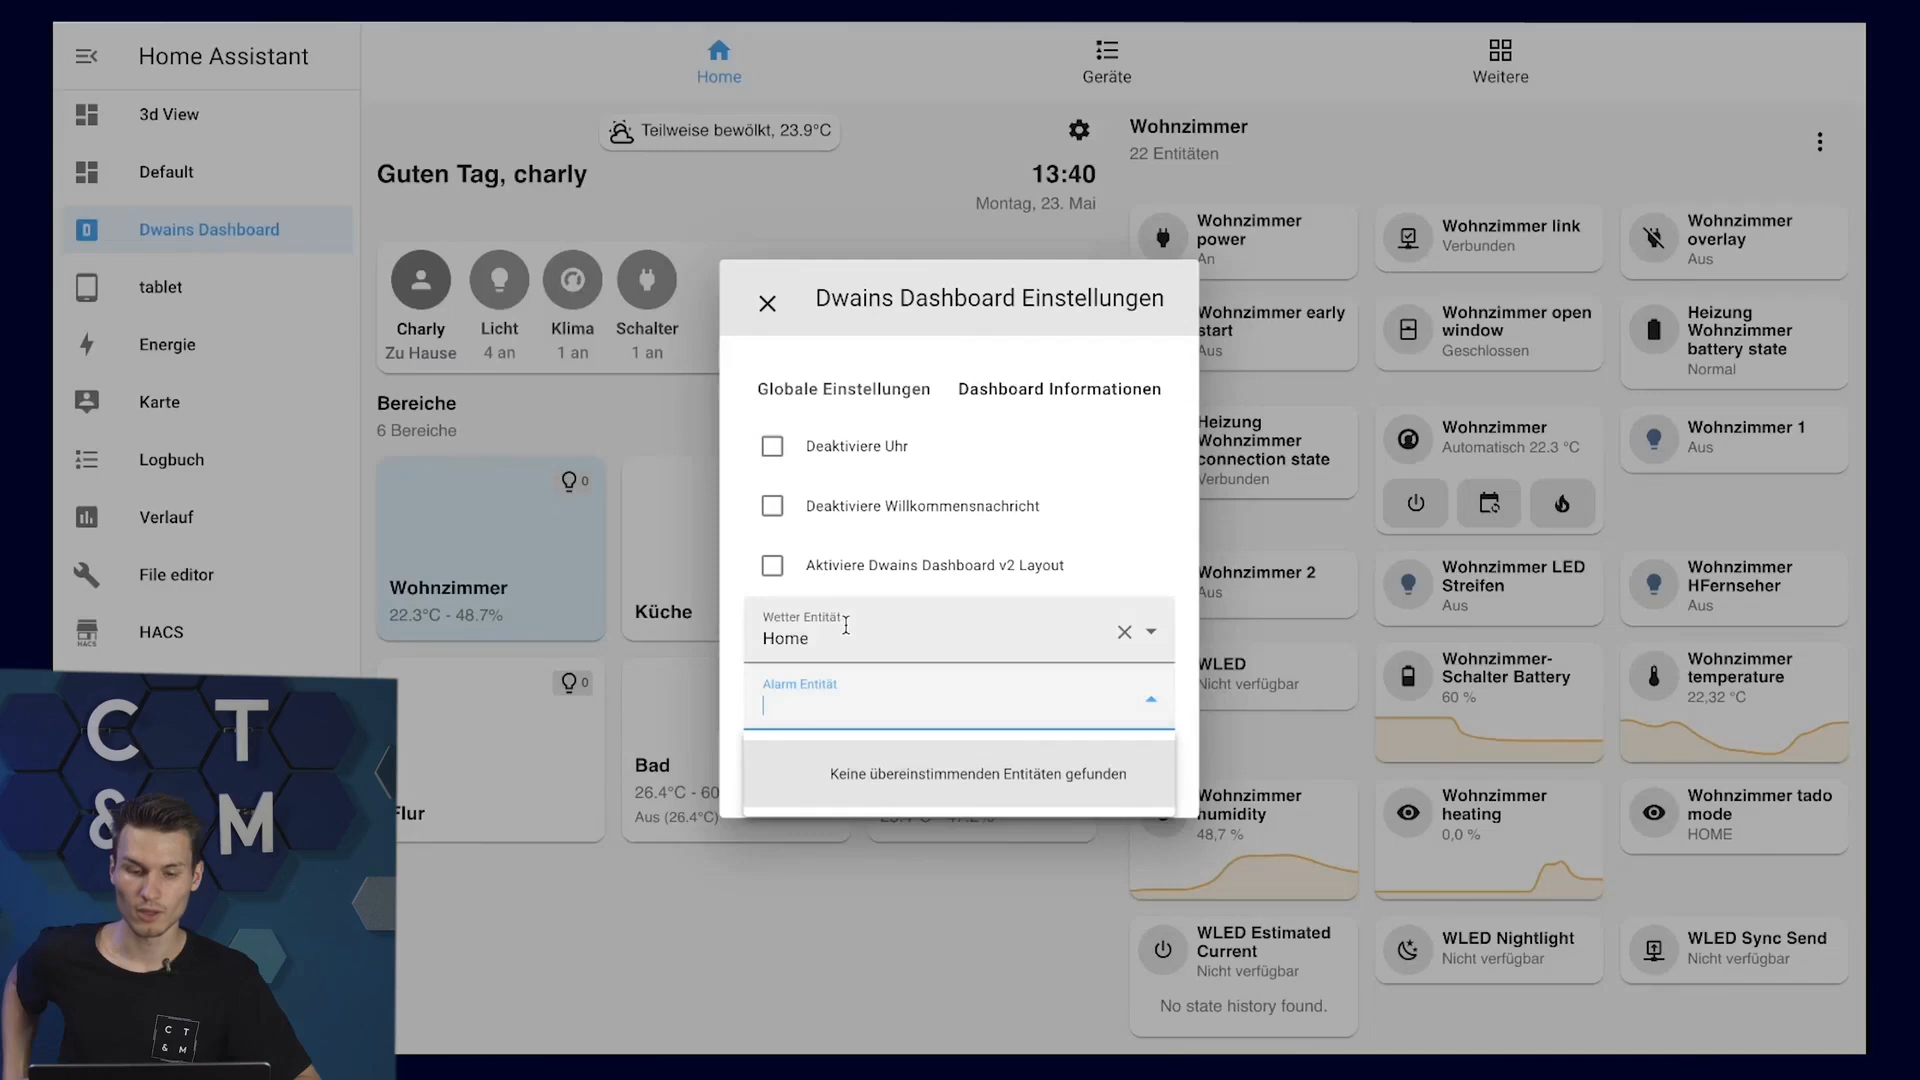 Home Assistant
3d View
Default
Dwains Dashboard
tablet
Energie
Karte
Logbuch
Verlauf
File editor
HACS
HACS
Home
Geräte
Weitere
Teilweise bewölkt, 23.9°C
Guten Tag, charly
13:40
Montag, 23. Mai
Charly
Zu Hause
Licht
4 an
Klima
1 an
Schalter
1 an
Bereiche
6 Bereiche
0
Wohnzimmer
22.3°C - 48.7%
Küche
0
Flur
Bad
26.4°C - 60
Aus (26.4°C)
Dwains Dashboard Einstellungen
Globale Einstellungen
Dashboard Informationen
Deaktiviere Uhr
Deaktiviere Willkommensnachricht
Aktiviere Dwains Dashboard v2 Layout
Wetter Entität
Home
Alarm Entität
Keine übereinstimmenden Entitäten gefunden
Wohnzimmer
22 Entitäten
Wohnzimmer
power
An
Wohnzimmer link
Verbunden
Wohnzimmer
overlay
Aus
Wohnzimmer early
start
Aus
Wohnzimmer open
window
Geschlossen
Heizung
Wohnzimmer
battery state
Normal
Heizung
Wohnzimmer
connection state
Verbunden
Wohnzimmer
Automatisch 22.3 °C
Wohnzimmer 1
Aus
Wohnzimmer 2
Aus
Wohnzimmer LED
Streifen
Aus
Wohnzimmer
HFernseher
Aus
WLED
Nicht verfügbar
Wohnzimmer-
Schalter Battery
60 %
Wohnzimmer
temperature
22,32 °C
Wohnzimmer
humidity
48,7 %
Wohnzimmer
heating
0,0 %
Wohnzimmer tado
mode
HOME
WLED Estimated
Current
Nicht verfügbar
No state history found.
WLED Nightlight
Nicht verfügbar
WLED Sync Send
Nicht verfügbar
C T
& M
C T
& M